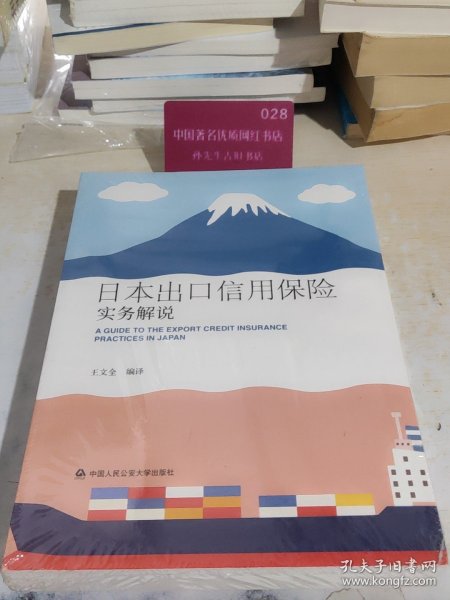 028
中国著名优质网红书店
孙先生古旧书店
日本出口信用保险
实务解说
A GUIDE TO THE EXPORT CREDIT INSURANCE
PRACTICES IN JAPAN
王文全 编译
中国人民公安大学出版社
孔夫子旧书网
www.kongfz.com